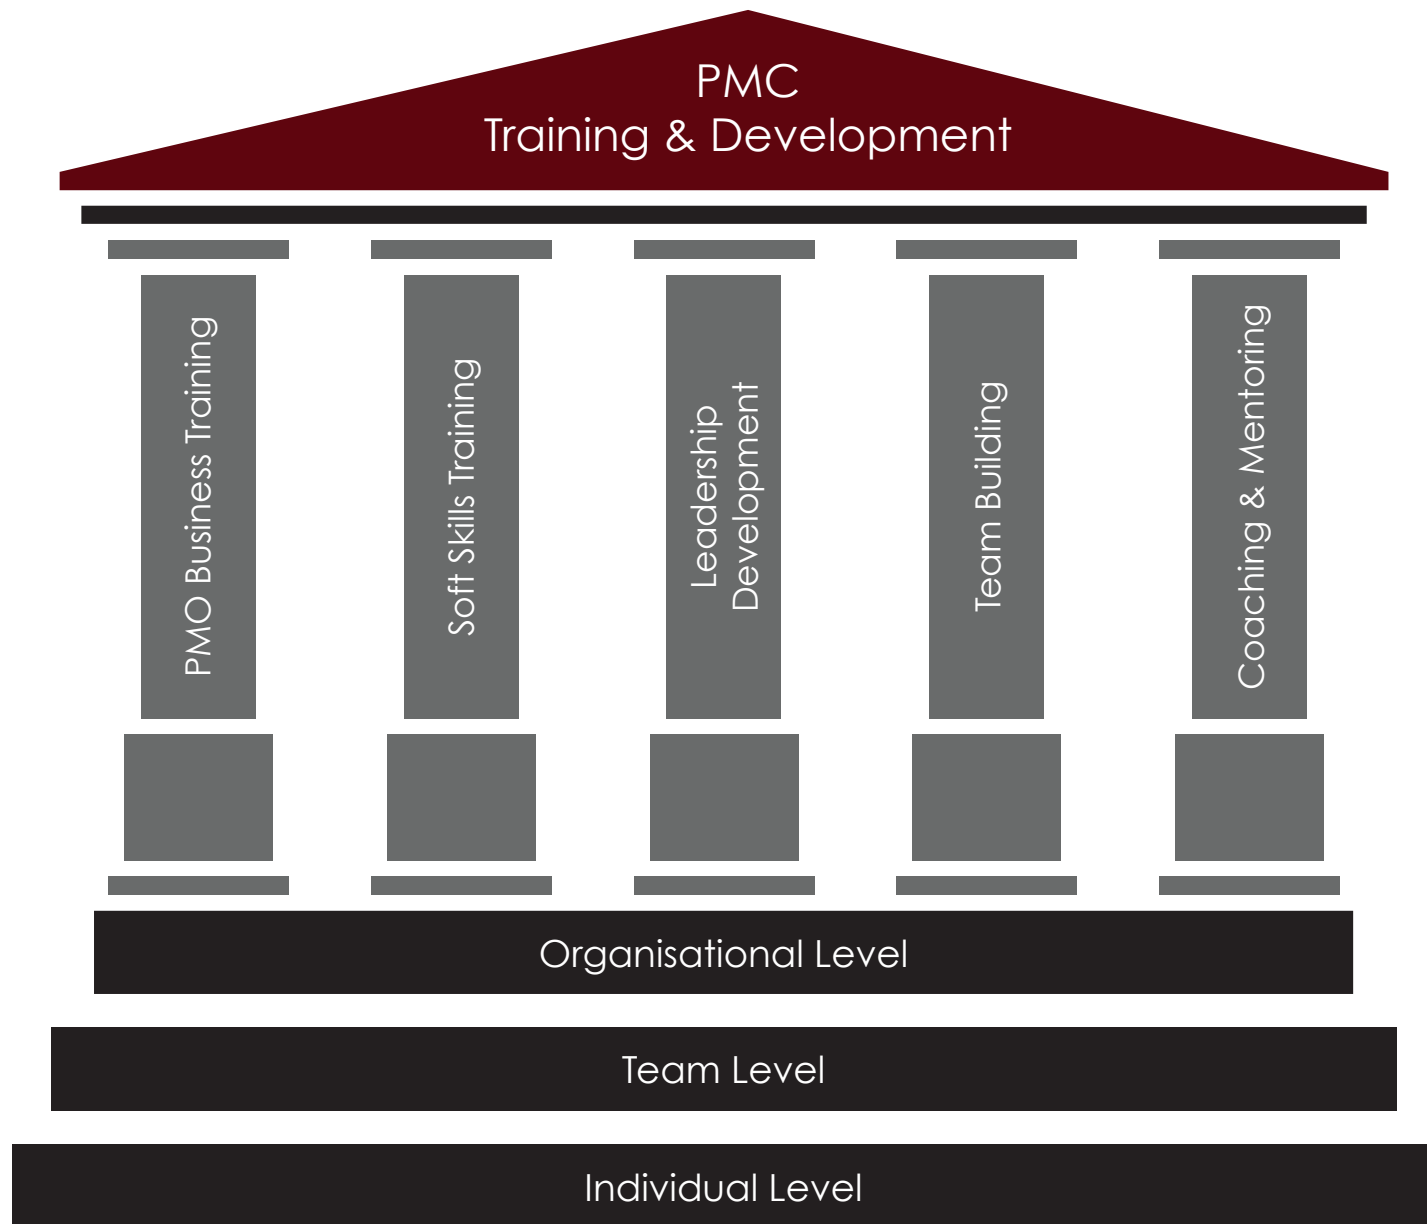 PMC
Training & Development
PMO Business Training
Soft Skills Training
Leadership
Development
Team Building
Coaching & Mentoring
Organisational Level
Team Level
Individual Level